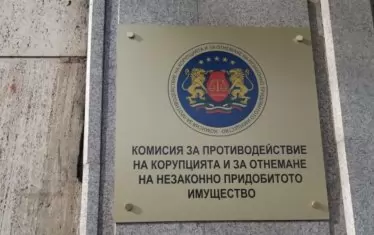 КОМИСИЯ ЗА ПРОТИВОДЕЙСТВИЕ
НА КОРУПЦИЯТА И ЗА ОТНЕМАНЕ
НА НЕЗАКОННО ПРИДОБИТОТО
ИМУЩЕСТВО